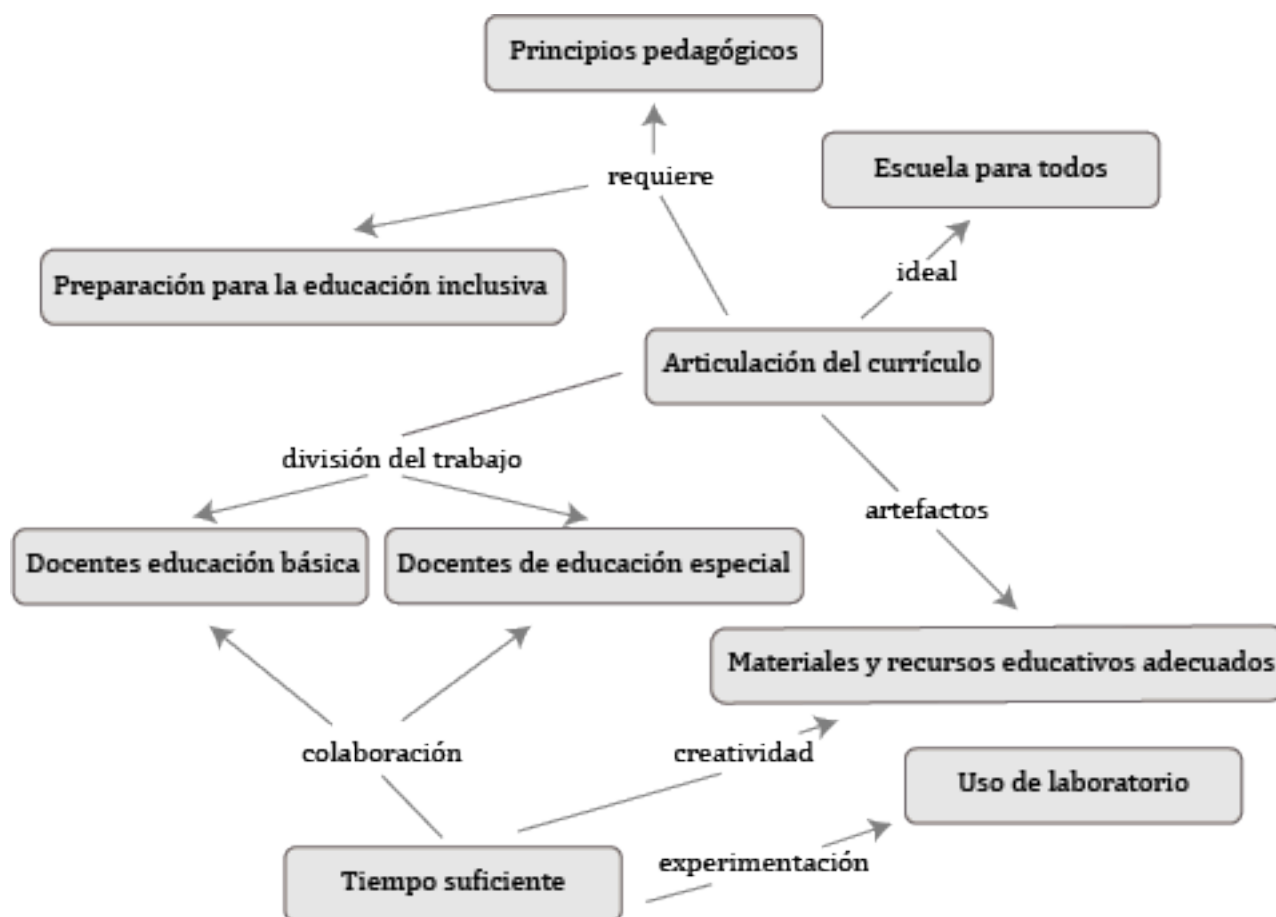 Principios pedagógicos
Escuela para todos
requiere
ideal
Preparación para la educación inclusiva
Articulación del currículo
división del trabajo
artefactos
Docentes educación básica
Docentes de educación especial
Materiales y recursos educativos adecuados
colaboración
creatividad
Uso de laboratorio
experimentación
Tiempo suficiente